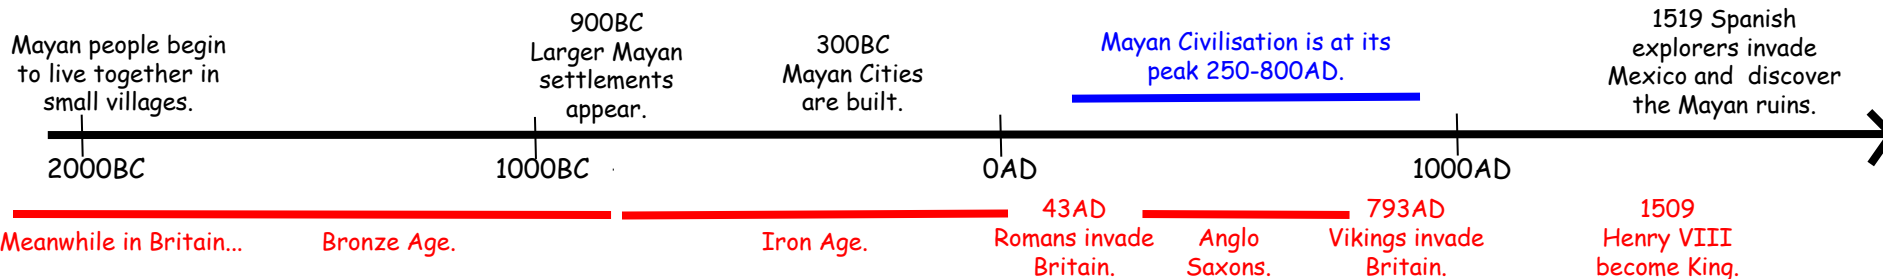 Mayan people begin
to live together in
small villages.
900BC
Larger Mayan
settlements
appear.
300BC
Mayan Cities
are built.
Mayan Civilisation is at its
peak 250-800AD.
1519 Spanish
explorers invade
Mexico and  discover
the Mayan ruins.
2000BC
1000BC
0AD
1000AD
Meanwhile in Britain...
Bronze Age.
Iron Age.
43AD
Romans invade
Britain.
Anglo
Saxons.
793AD
Vikings invade
Britain.
1509
Henry VIII
become King.